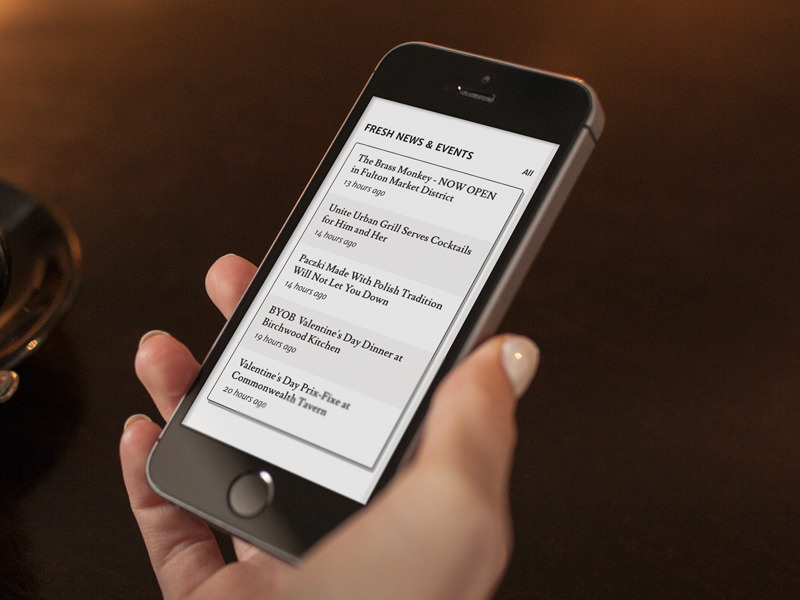 FRESH NEWS & EVENTS
All
The Brass Monkey - NOW OPEN
in Fulton Market District
13 hours ago
Unite Urban Grill Serves Cocktails
for Him and Her
14 hours ago
Paczki Made With Polish Tradition
Will Not Let You Down
14 hours ago
BYOB Valentine's Day Dinner at
Birchwood Kitchen
19 hours ago
Valentine's Day Prix-Fixe at
Commonwealth Tavern
20 hours ago